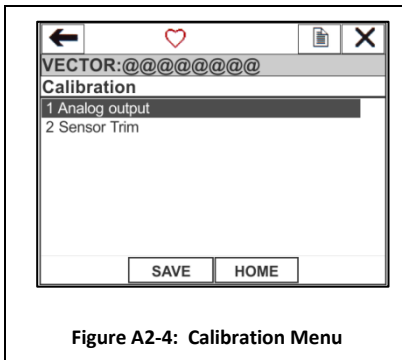 VECTOR:@@@@@@@@
Calibration
1 Analog output
2 Sensor Trim
SAVE HOME
Figure A2-4: Calibration Menu